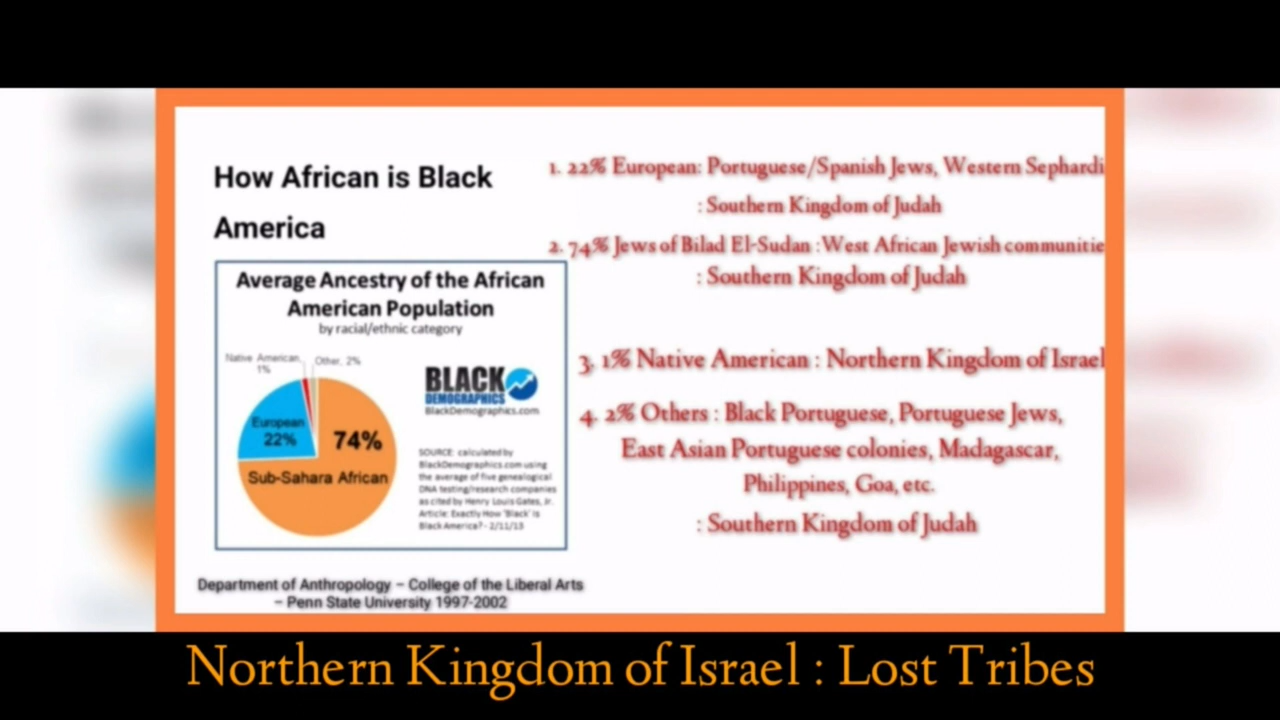 How African is Black
America
Average Ancestry of the African
American Population
by racial/ethnic category
Native American,
1%
Other, 2%
European
22%
74%
Sub-Sahara African
BLACK
DEMOGRAPHICS
BlackDemographics.com
SOURCE: calculated by
BlackDemographics.com using
the average of five genealogical
DNA testing/research companies
as cited by Henry Louis Gates, Jr.
Article: Exactly How 'Black' Is
Black America? - 2/11/13
Department of Anthropology – College of the Liberal Arts
– Penn State University 1997-2002
1. 22% European: Portuguese/Spanish Jews, Western Sephardi
: Southern Kingdom of Judah
2. 74% Jews of Bilad El-Sudan :West African Jewish communitie
: Southern Kingdom of Judah
3. 1% Native American : Northern Kingdom of Israel
4. 2% Others : Black Portuguese, Portuguese Jews,
East Asian Portuguese colonies, Madagascar,
Philippines, Goa, etc.
: Southern Kingdom of Judah
Northern Kingdom of Israel : Lost Tribes